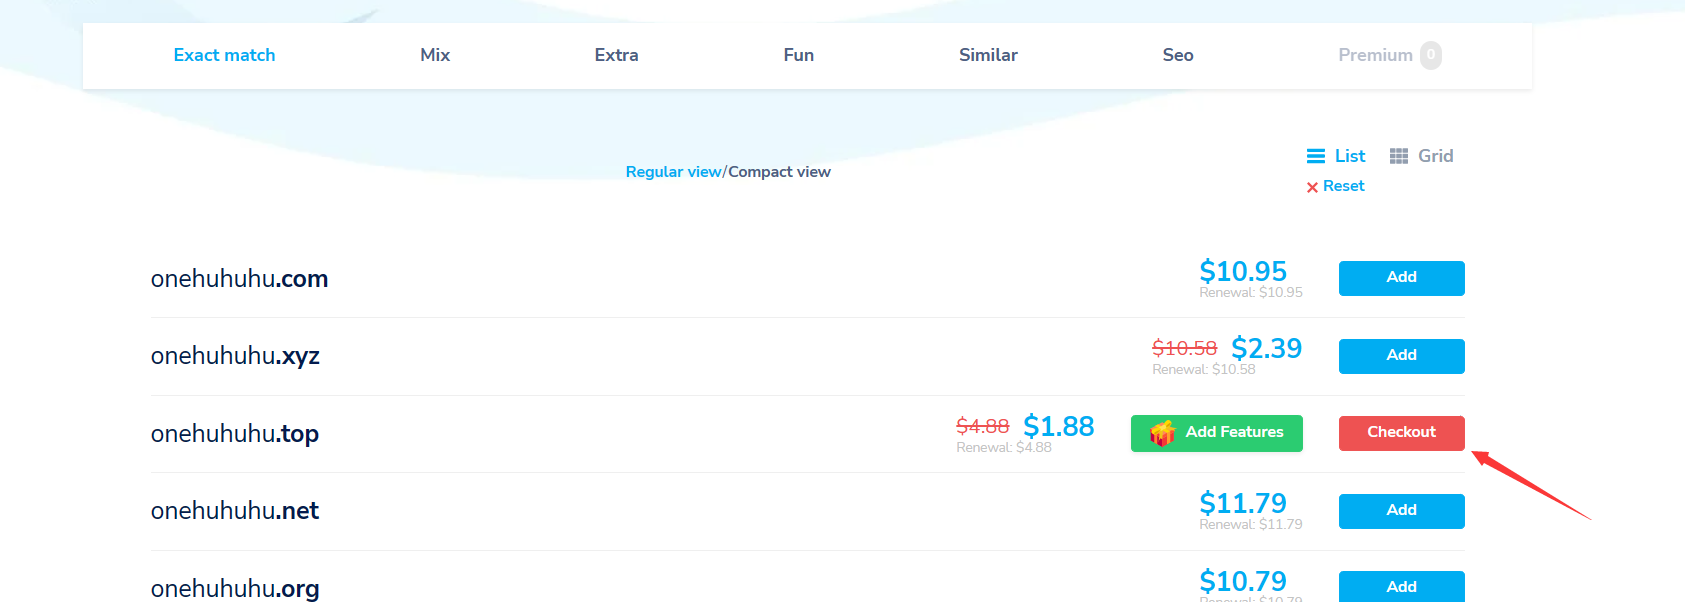 Exact match Mix Extra Fun Similar Seo Premium 0
List Grid
Regular view/Compact view
Reset
onehuhuhu.com $10.95 Add
Renewal: $10.95
onehuhuhu.xyz $10.58 $2.39 Add
Renewal: $10.58
onehuhuhu.top $4.88 $1.88 Add Features Checkout
Renewal: $4.88
onehuhuhu.net $11.79 Add
Renewal: $11.79
onehuhuhu.org $10.79 Add
Renewal: $10.79